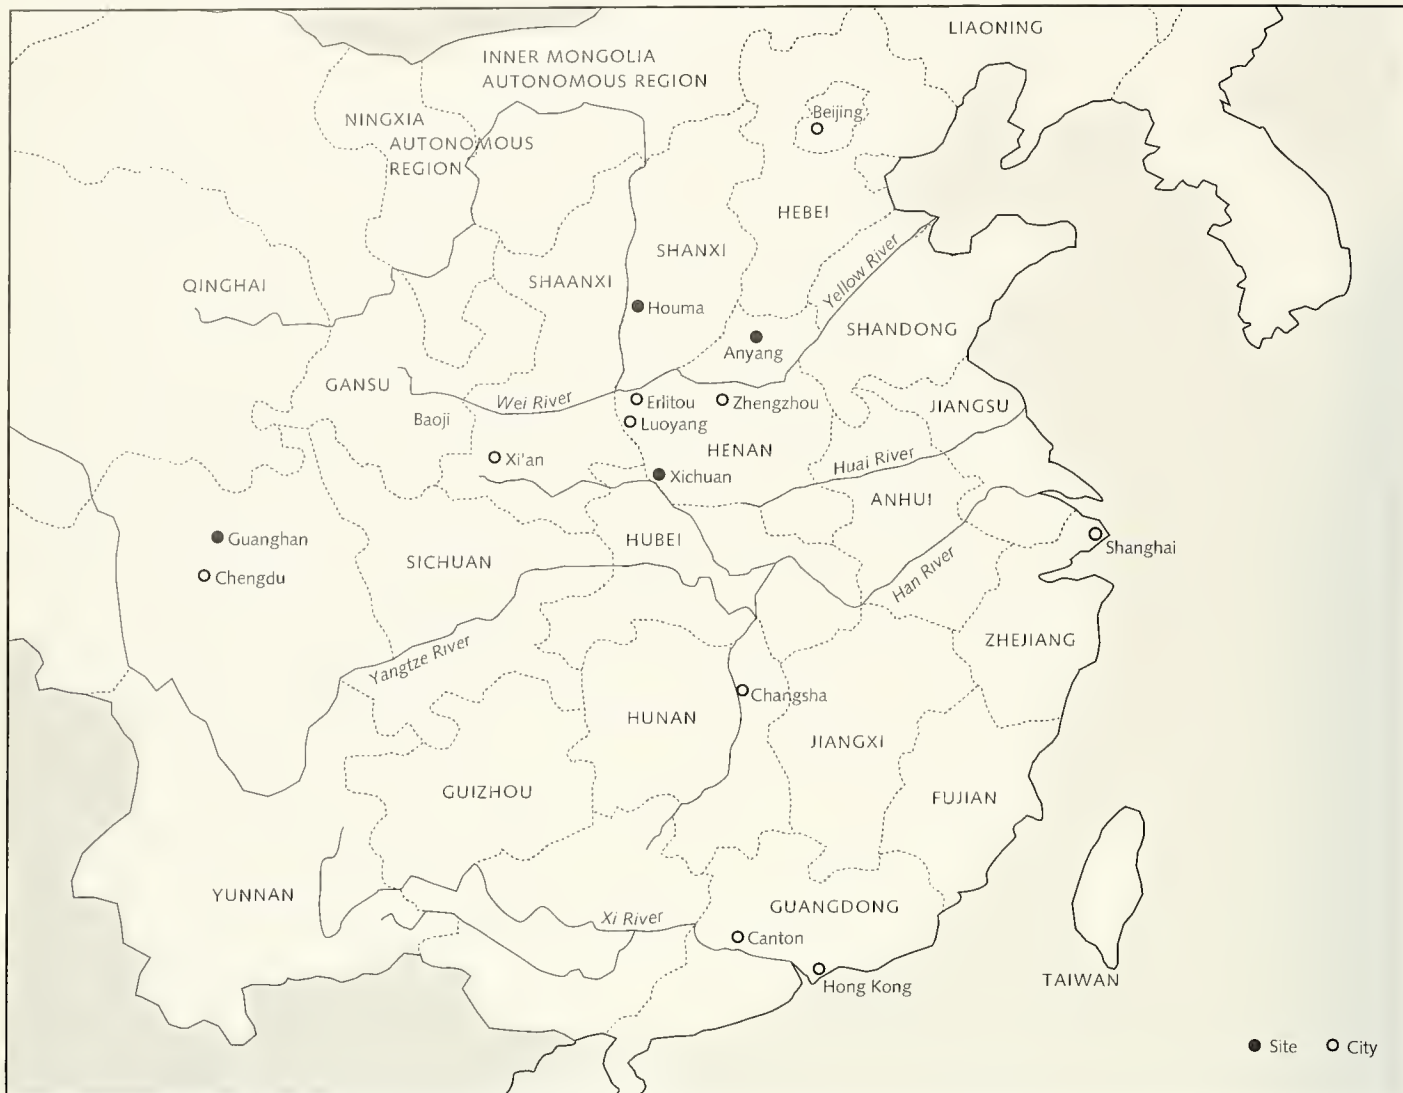 LIAONING
INNER MONGOLIA
AUTONOMOUS REGION
Beijing
NINGXIA
AUTONOMOUS
REGION
HEBEI
SHANXI
Yellow River
SHAANXI
QINGHAI
Houma
SHANDONG
Anyang
GANSU
Wei River
Erlitou
Zhengzhou
JIANGSU
Baoji
Luoyang
HENAN
Xi'an
Huai River
Xichuan
ANHUI
Guanghan
HUBEI
Shanghai
SICHUAN
Chengdu
Han River
ZHEJIANG
Yangtze River
Changsha
HUNAN
JIANGXI
GUIZHOU
FUJIAN
YUNNAN
GUANGDONG
Xi River
Canton
TAIWAN
Hong Kong
Site
City